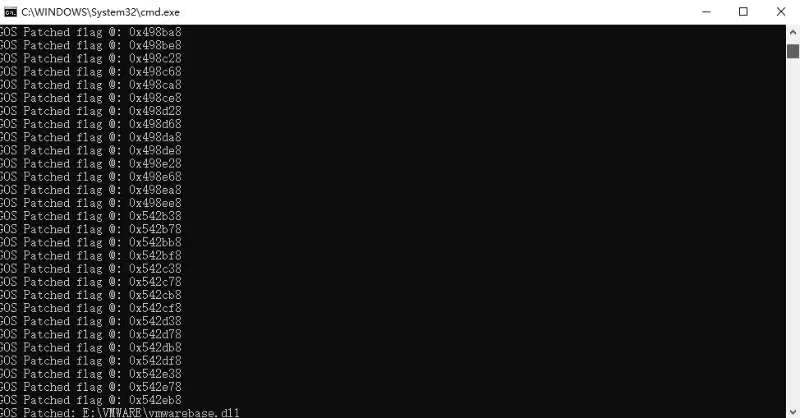 C:\WINDOWS\System32\cmd.exe
GOS Patched flag @: 0x498ba8
GOS Patched flag @: 0x498be8
GOS Patched flag @: 0x498c28
GOS Patched flag @: 0x498c68
GOS Patched flag @: 0x498ca8
GOS Patched flag @: 0x498ce8
GOS Patched flag @: 0x498d28
GOS Patched flag @: 0x498d68
GOS Patched flag @: 0x498da8
GOS Patched flag @: 0x498de8
GOS Patched flag @: 0x498e28
GOS Patched flag @: 0x498e68
GOS Patched flag @: 0x498ea8
GOS Patched flag @: 0x498ee8
GOS Patched flag @: 0x542b38
GOS Patched flag @: 0x542b78
GOS Patched flag @: 0x542bb8
GOS Patched flag @: 0x542bf8
GOS Patched flag @: 0x542c38
GOS Patched flag @: 0x542c78
GOS Patched flag @: 0x542cb8
GOS Patched flag @: 0x542cf8
GOS Patched flag @: 0x542d38
GOS Patched flag @: 0x542d78
GOS Patched flag @: 0x542db8
GOS Patched flag @: 0x542df8
GOS Patched flag @: 0x542e38
GOS Patched flag @: 0x542e78
GOS Patched flag @: 0x542eb8
GOS Patched: E:\VMWARE\vmwarebase.dll